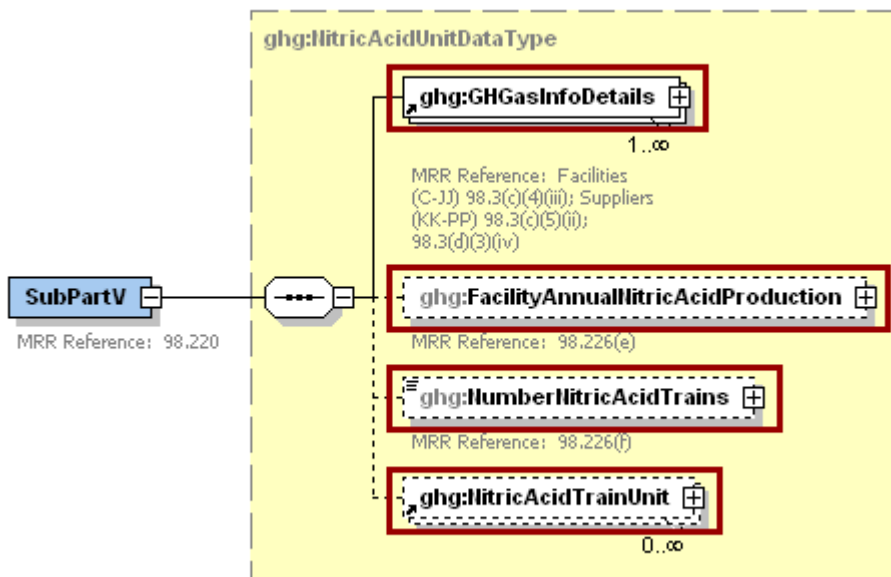 ghg:NitricAcidUnitDataType
ghg:GHGasInfoDetails
1..∞
MRR Reference: Facilities
(C-JJ) 98.3(c)(4)(iii); Suppliers
(KK-PP) 98.3(c)(5)(ii);
98.3(d)(3)(iv)
SubPartV
MRR Reference: 98.220
ghg:FacilityAnnualNitricAcidProduction
MRR Reference: 98.226(e)
ghg:NumberNitricAcidTrains
MRR Reference: 98.226(f)
ghg:NitricAcidTrainUnit
0..∞